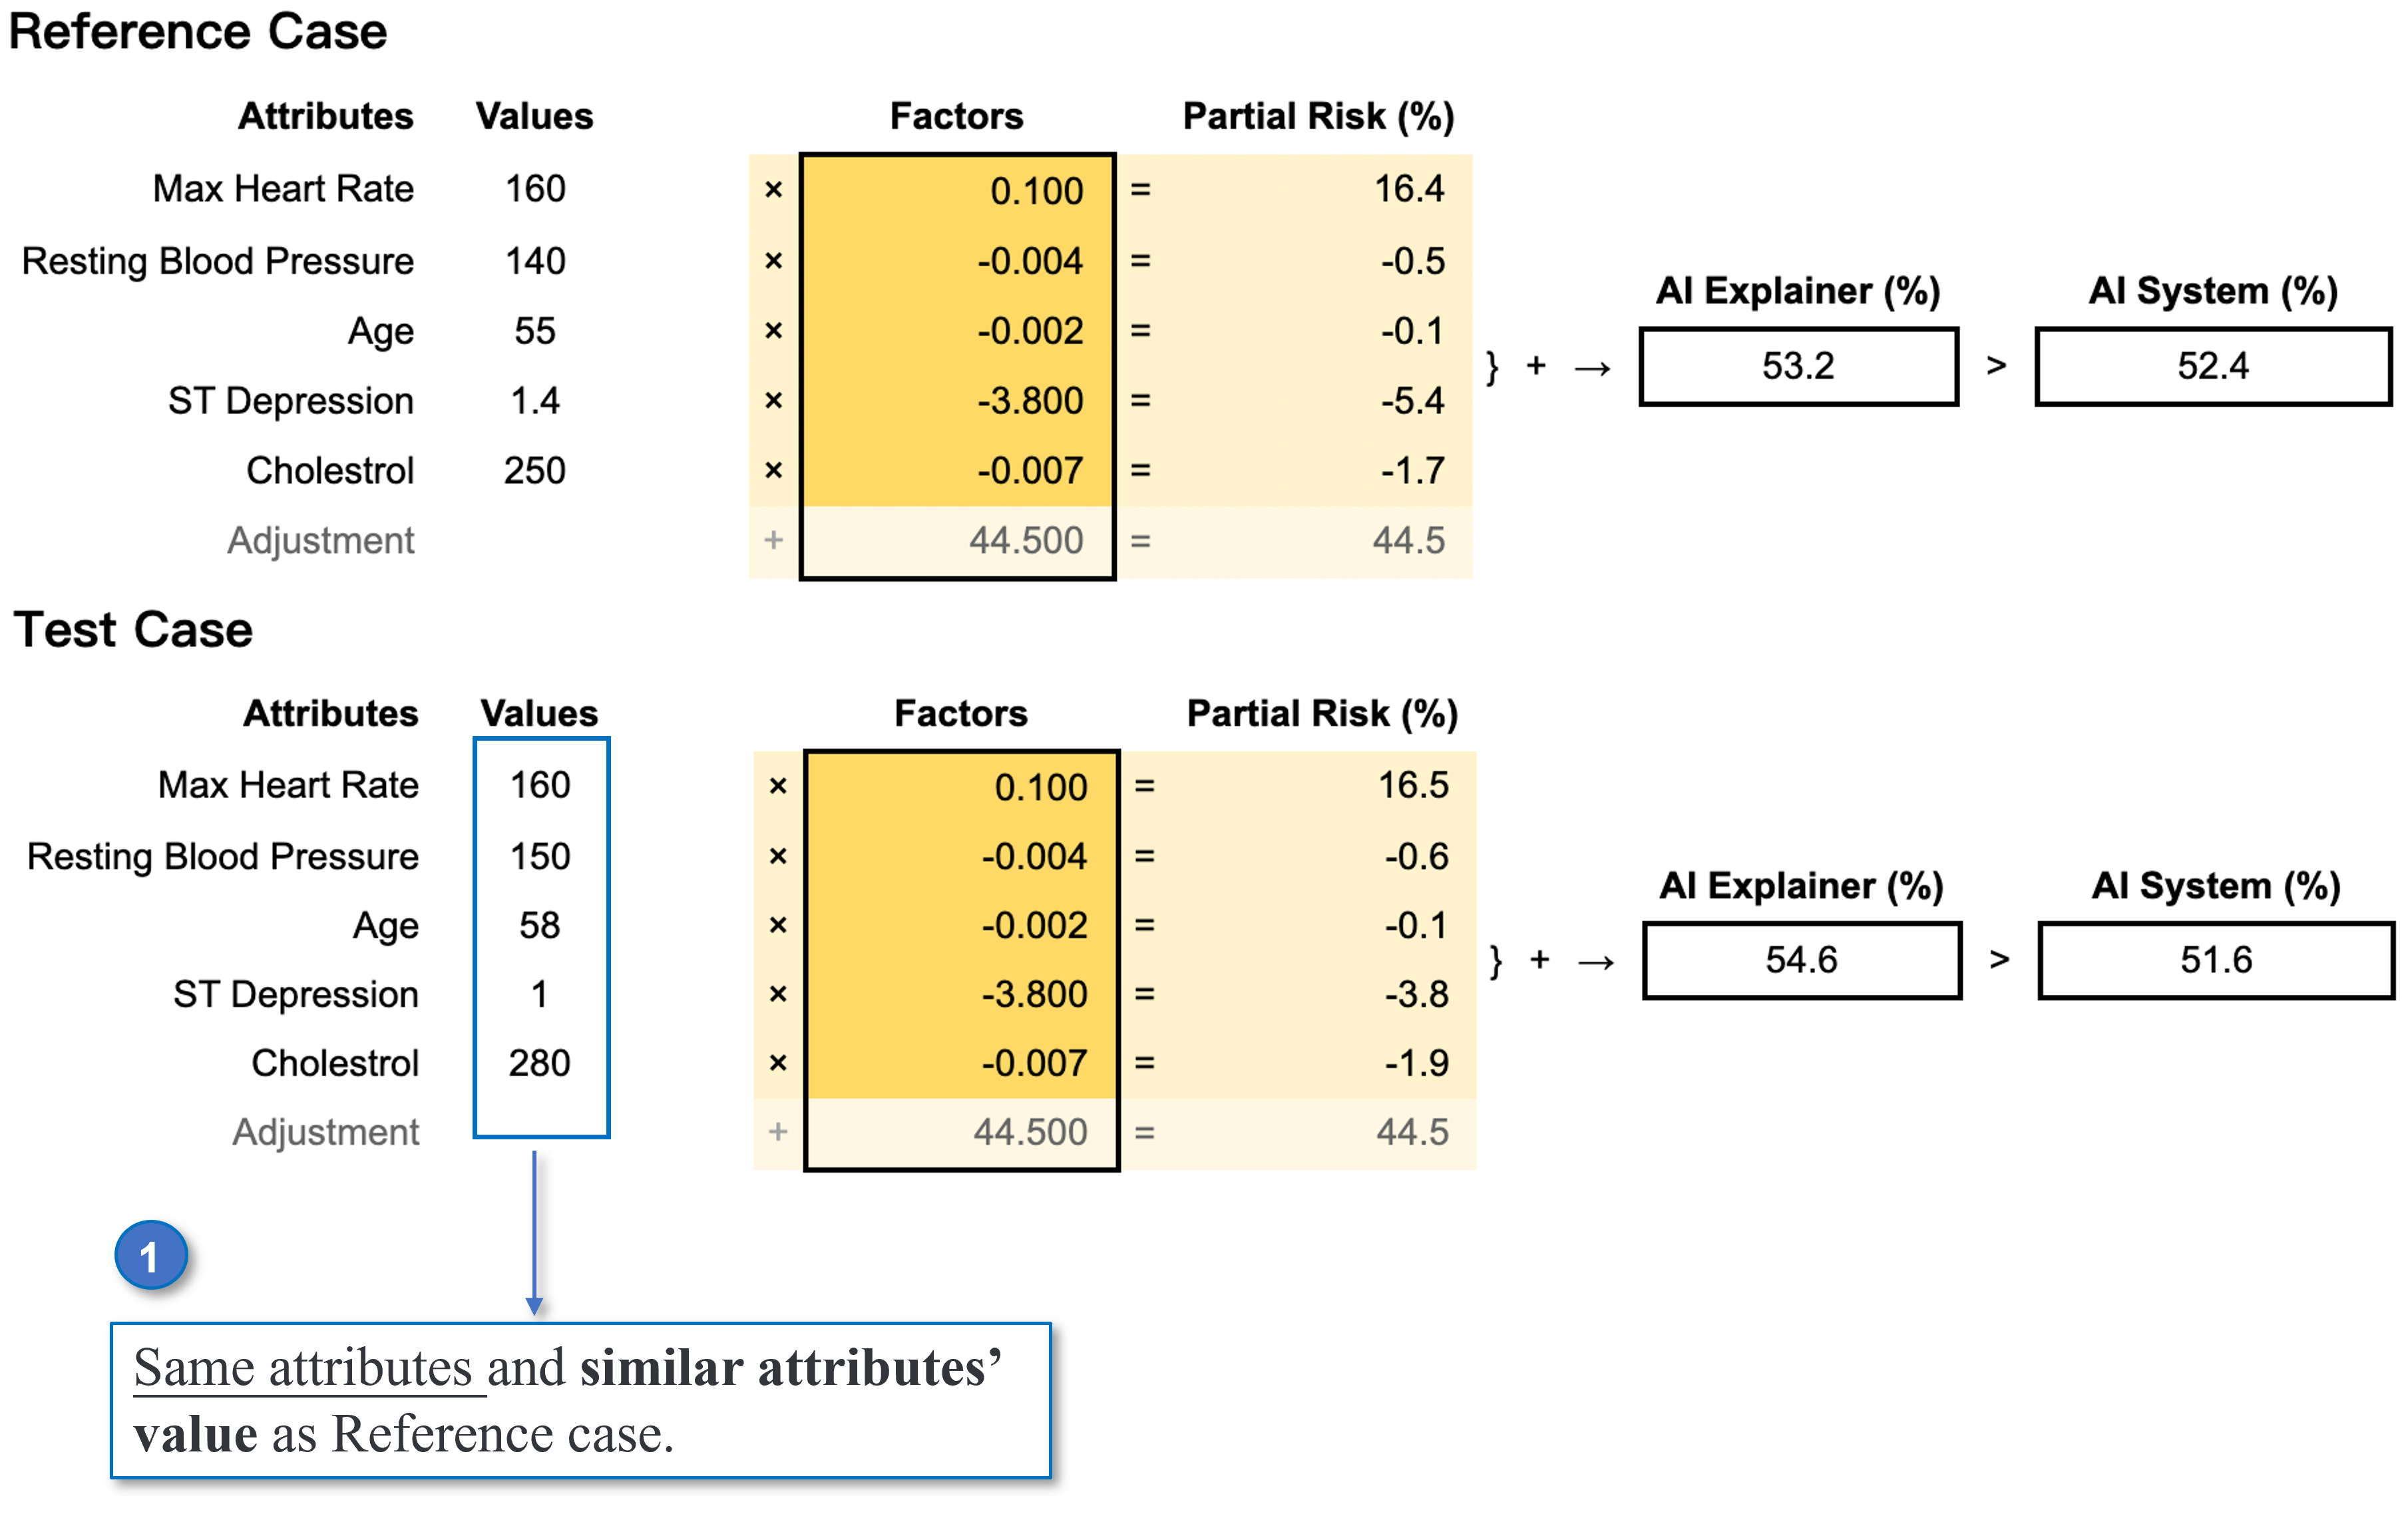 Reference Case
Attributes Values Factors Partial Risk (%)
Max Heart Rate 160 × 0.100 = 16.4
Resting Blood Pressure 140 × -0.004 = -0.5
AI Explainer (%) AI System (%)
Age 55 × -0.002 = -0.1
} + → 53.2 > 52.4
ST Depression 1.4 × -3.800 = -5.4
Cholestrol 250 × -0.007 = -1.7
Adjustment + 44.500 = 44.5
Test Case
Attributes Values Factors Partial Risk (%)
Max Heart Rate 160 × 0.100 = 16.5
Resting Blood Pressure 150 × -0.004 = -0.6
AI Explainer (%) AI System (%)
Age 58 × -0.002 = -0.1
} + → 54.6 > 51.6
ST Depression 1 × -3.800 = -3.8
Cholestrol 280 × -0.007 = -1.9
Adjustment + 44.500 = 44.5
1
Same attributes and similar attributes’
value as Reference case.